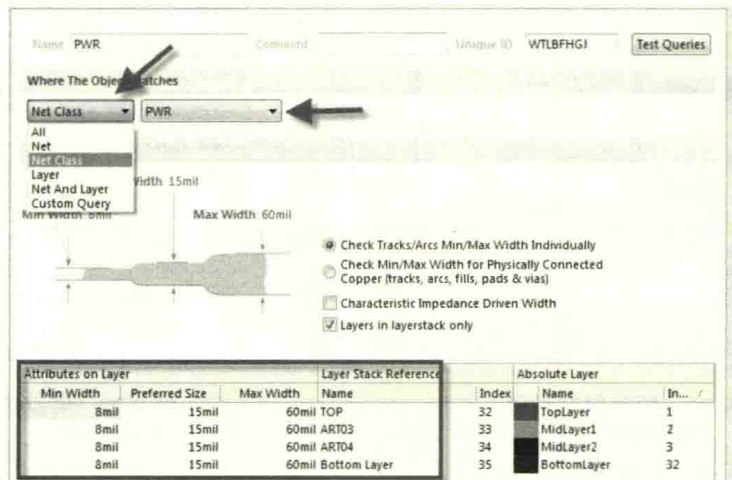 Name PWR Comment Unique ID WTLBFHGJ Test Queries
Where The Object Matches
Net Class PWR
All
Net
Net Class
Layer
Net And Layer
Custom Query
Width 15mil
Min Width 8mil Max Width 60mil
Check Tracks/Arcs Min/Max Width Individually
Check Min/Max Width for Physically Connected
Copper (tracks, arcs, fills, pads & vias)
Characteristic Impedance Driven Width
Layers in layerstack only
Attributes on Layer Layer Stack Reference Absolute Layer
Min Width Preferred Size Max Width Name Index Name In...
8mil 15mil 60mil TOP 32 TopLayer 1
8mil 15mil 60mil ART03 33 MidLayer1 2
8mil 15mil 60mil ART04 34 MidLayer2 3
8mil 15mil 60mil Bottom Layer 35 BottomLayer 32